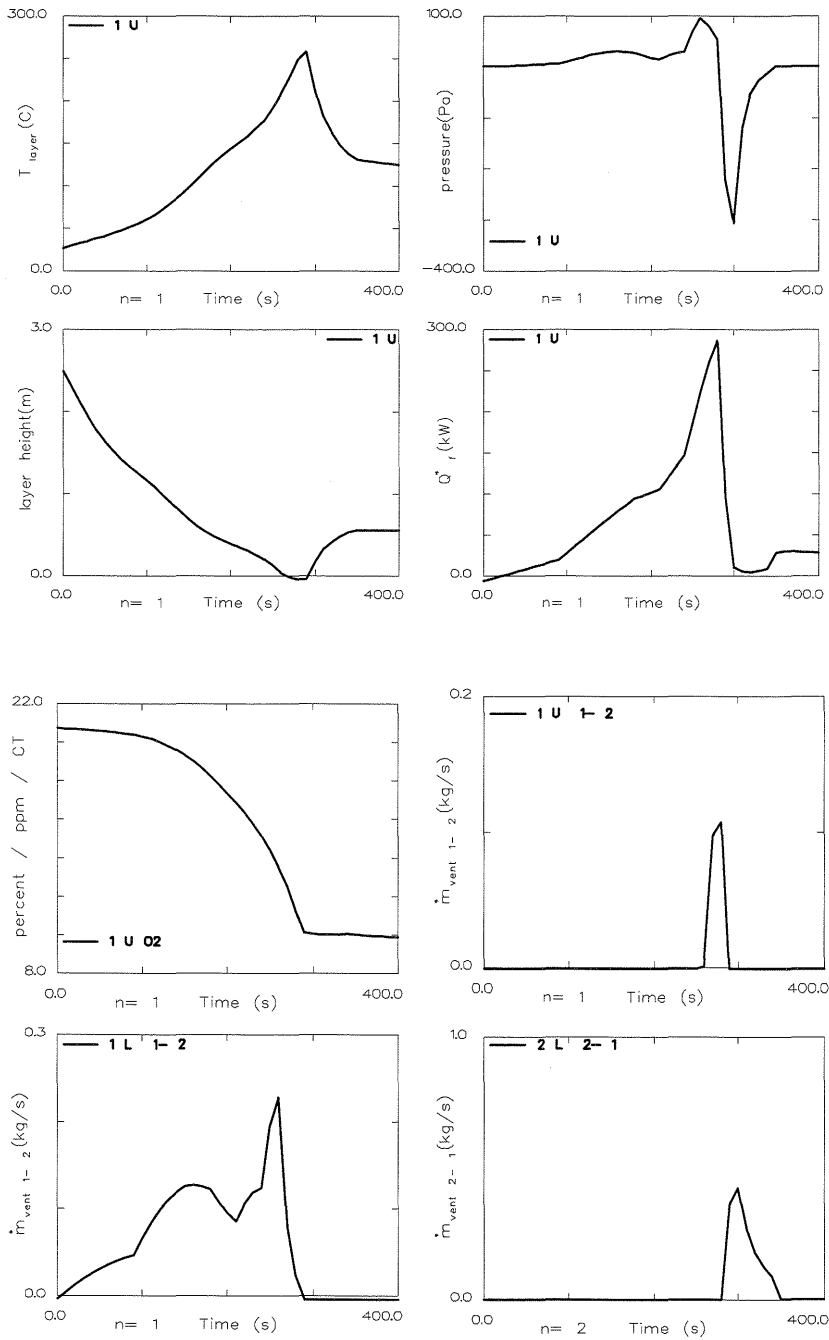 300.0
1 U
T layer (C)
0.0
0.0
n= 1 Time (s)
400.0
100.0
pressure(Pa)
1 U
-400.0
0.0
n= 1 Time (s)
400.0
3.0
1 U
layer height(m)
0.0
0.0
n= 1 Time (s)
400.0
300.0
1 U
Q* f (kW)
0.0
0.0
n= 1 Time (s)
400.0
22.0
percent / ppm / CT
1 U O2
8.0
0.0
n= 1 Time (s)
400.0
0.2
1 U 1- 2
ṁ vent 1- 2 (kg/s)
0.0
0.0
n= 1 Time (s)
400.0
0.3
1 L 1- 2
ṁ vent 1- 2 (kg/s)
0.0
0.0
n= 1 Time (s)
400.0
1.0
2 L 2- 1
ṁ vent 2- 1 (kg/s)
0.0
0.0
n= 2 Time (s)
400.0